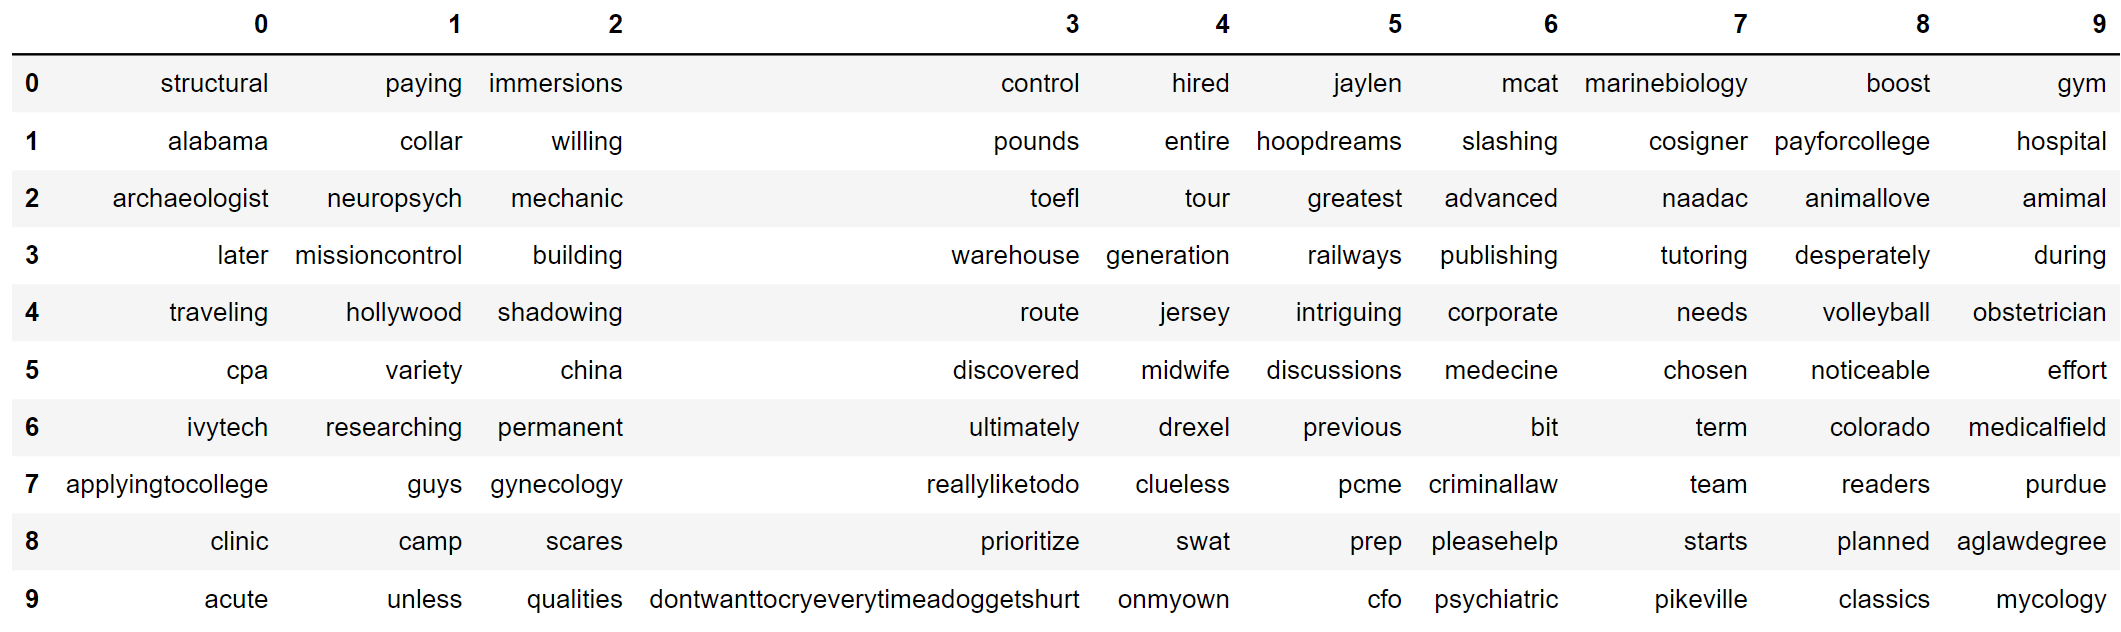 0 1 2 3 4 5 6 7 8 9
0 structural paying immersions control hired jaylen mcat marinebiology boost gym
1 alabama collar willing pounds entire hoopdreams slashing cosigner payforcollege hospital
2 archaeologist neuropsych mechanic toefl tour greatest advanced naadac animallove amimal
3 later missioncontrol building warehouse generation railways publishing tutoring desperately during
4 traveling hollywood shadowing route jersey intriguing corporate needs volleyball obstetrician
5 cpa variety china discovered midwife discussions medecine chosen noticeable effort
6 ivytech researching permanent ultimately drexel previous bit term colorado medicalfield
7 applyingtocollege guys gynecology reallyliketodo clueless pcme criminallaw team readers purdue
8 clinic camp scares prioritize swat prep pleasehelp starts planned aglawdegree
9 acute unless qualities dontwanttocryeverytimeadoggetshurt onmyown cfo psychiatric pikeville classics mycology